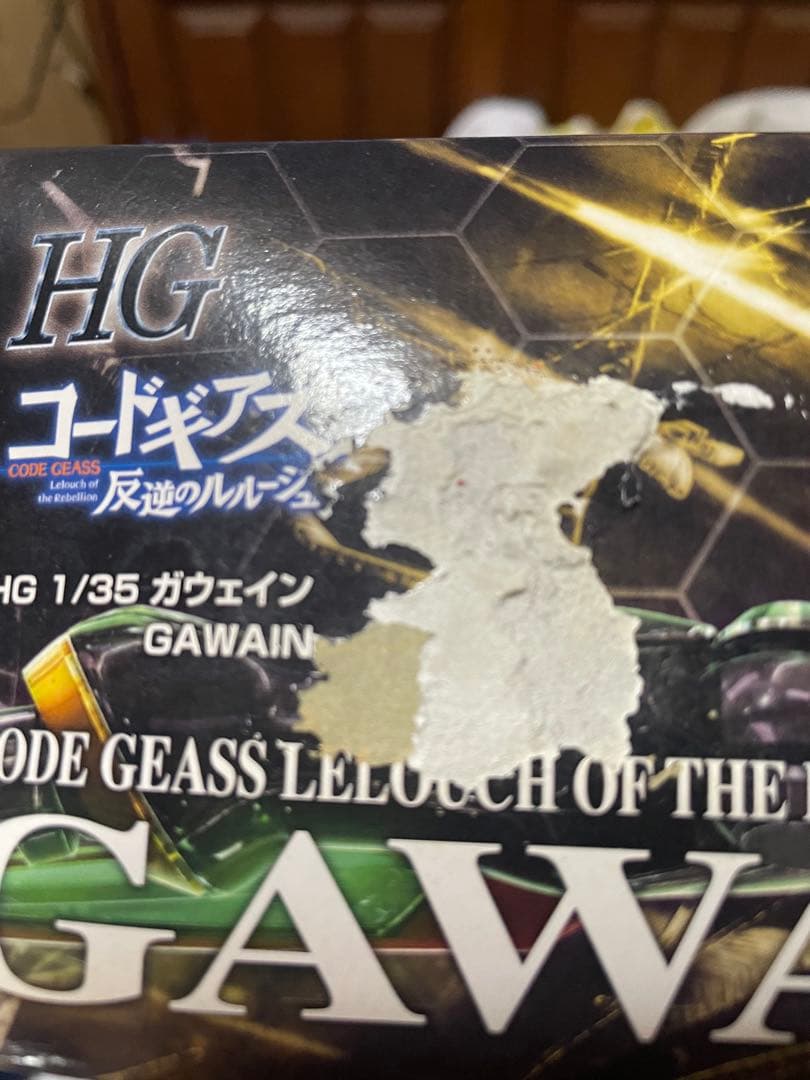 HG
コードギアス
CODE GEASS
Lelouch of
the Rebellion
反逆のルルーシュ
HG 1/35 ガウェイン
GAWAIN
CODE GEASS LELOUCH OF THE
GAWA